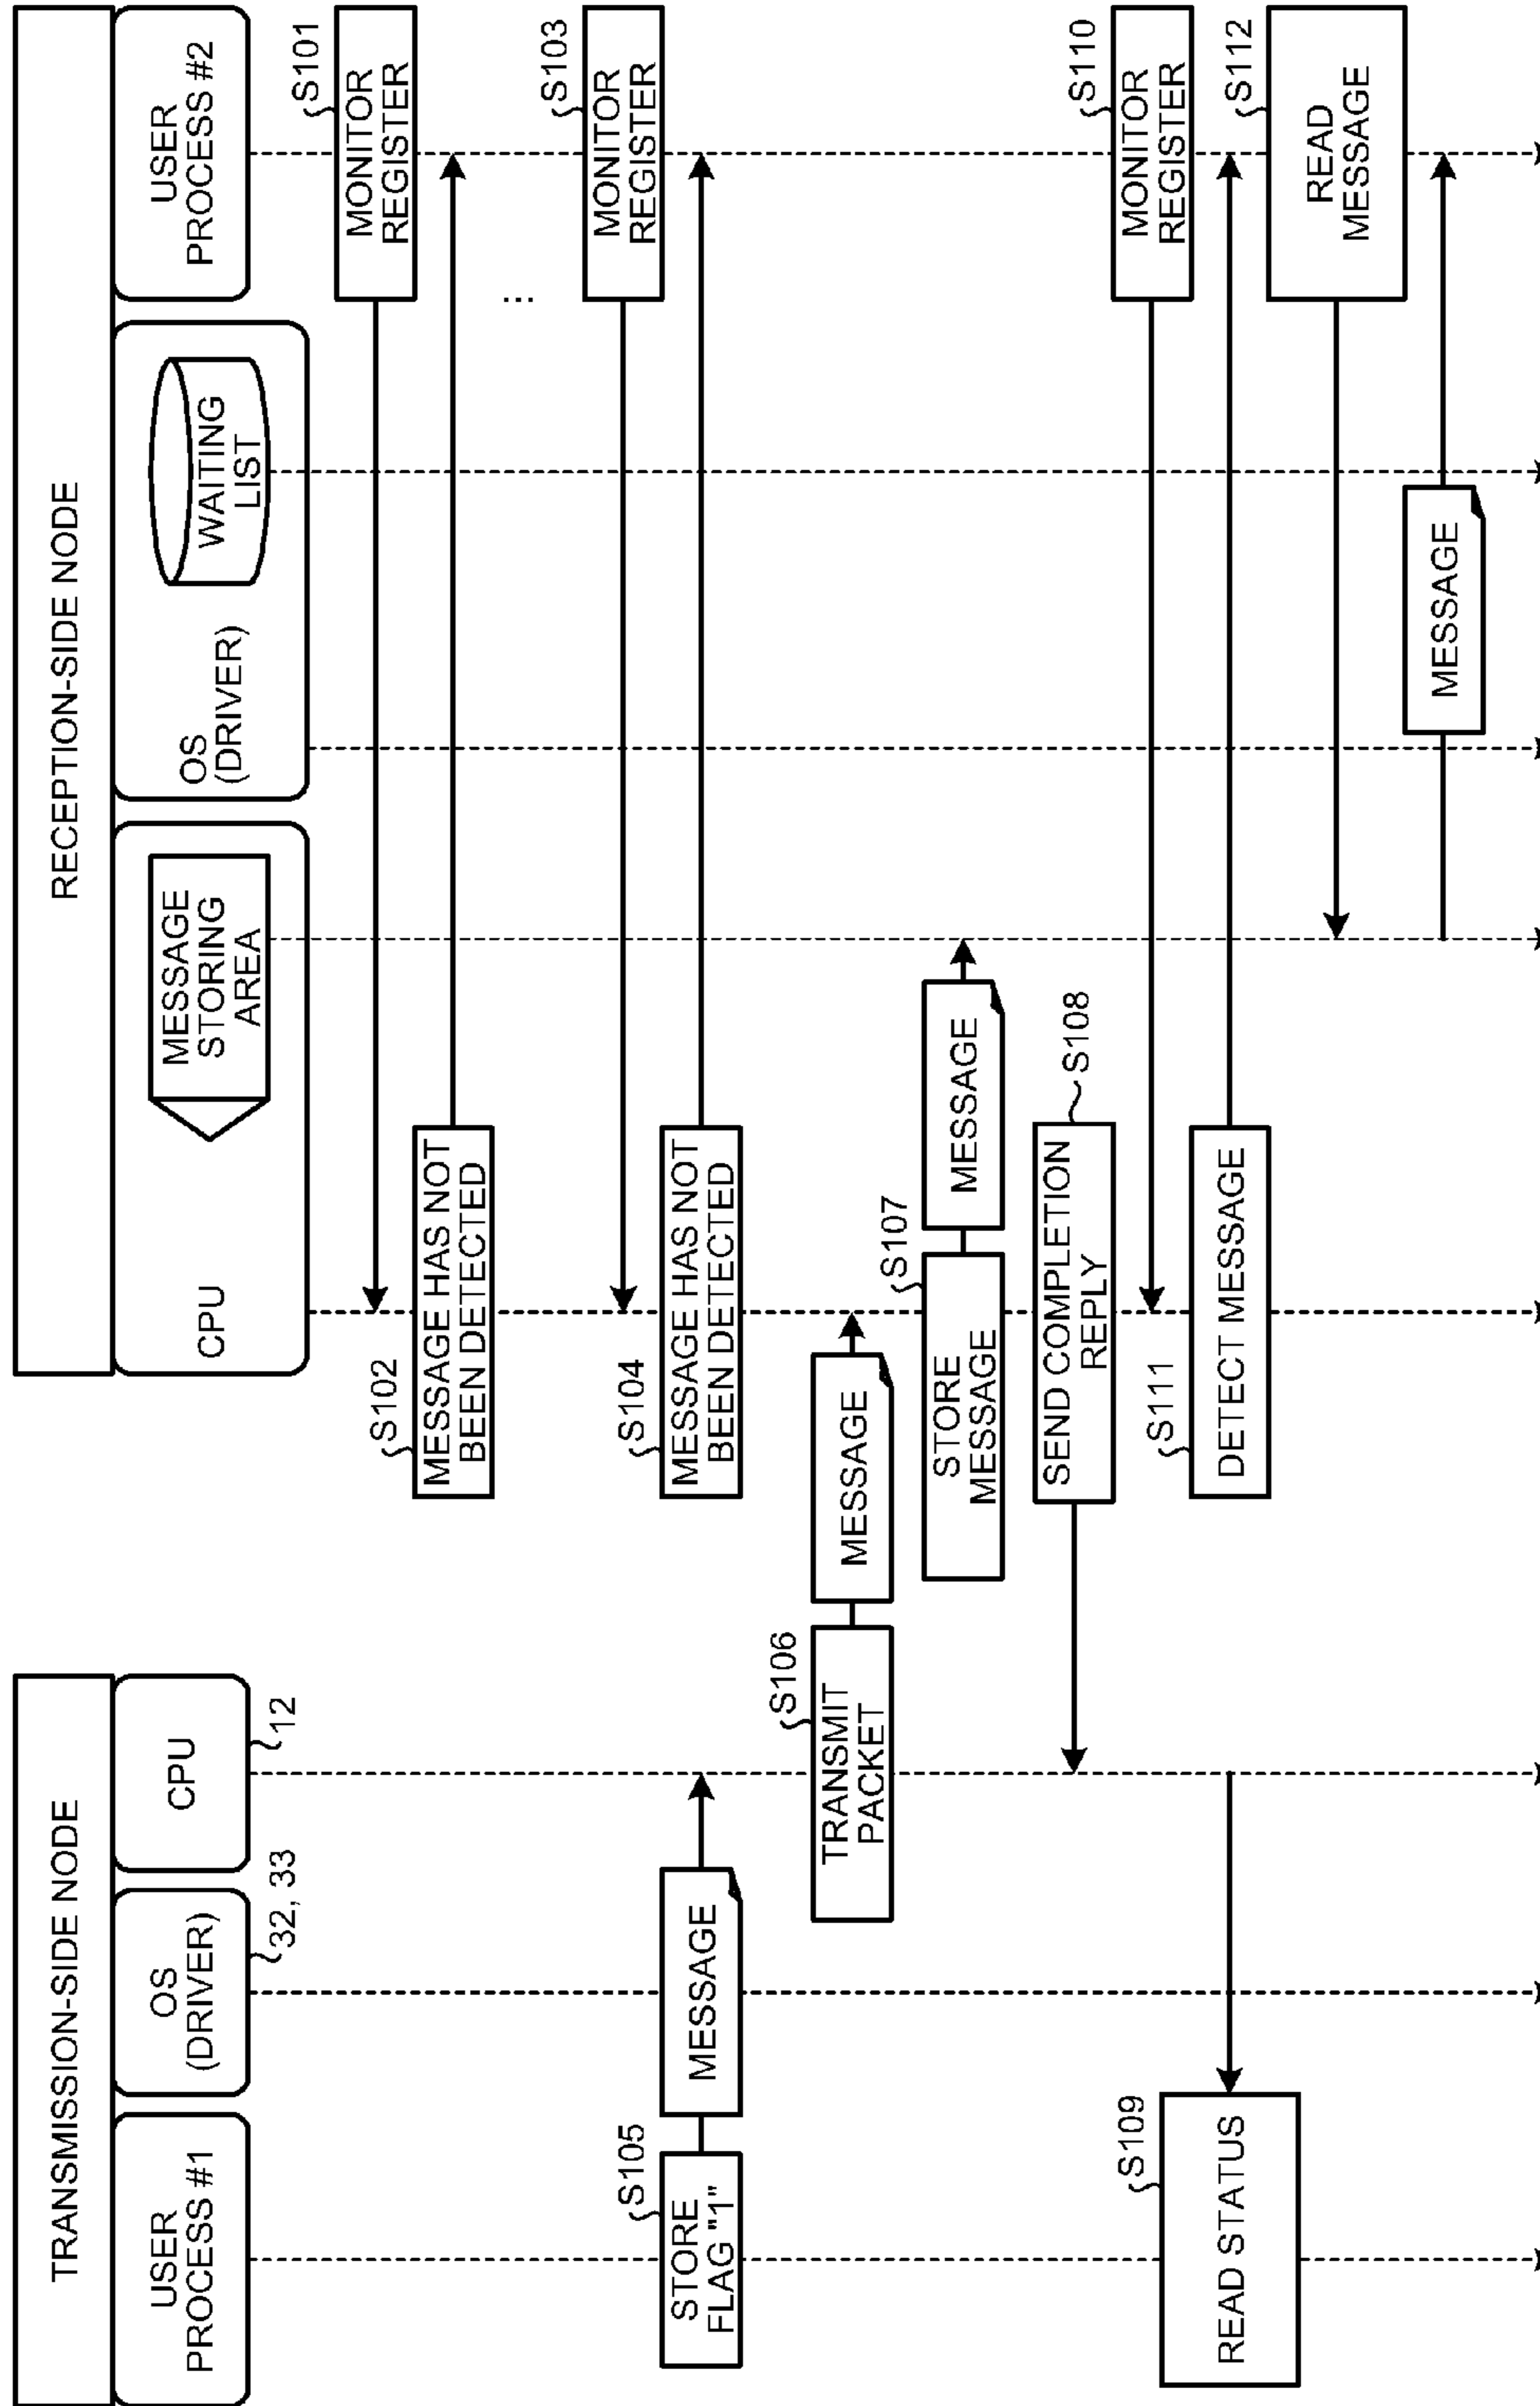 TRANSMISSION-SIDE NODE
USER
PROCESS #1
OS
(DRIVER)
32, 33
CPU
12
RECEPTION-SIDE NODE
CPU
MESSAGE
STORING
AREA
OS
(DRIVER)
WAITING
LIST
USER
PROCESS #2
S101
MONITOR
REGISTER
S102
MESSAGE HAS NOT
BEEN DETECTED
...
S103
MONITOR
REGISTER
S104
MESSAGE HAS NOT
BEEN DETECTED
S105
STORE
FLAG "1"
MESSAGE
S106
TRANSMIT
PACKET
MESSAGE
S107
STORE
MESSAGE
MESSAGE
S108
SEND COMPLETION
REPLY
S109
READ STATUS
S110
MONITOR
REGISTER
S111
DETECT MESSAGE
S112
READ
MESSAGE
MESSAGE